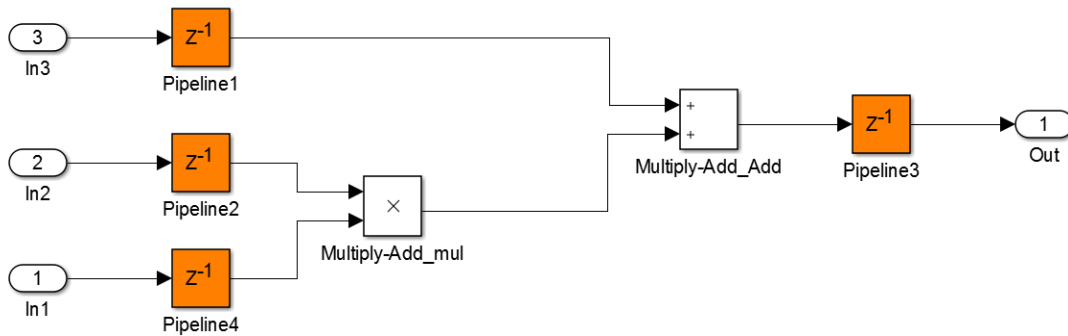 3
In3
Z-1
Pipeline1
2
In2
Z-1
Pipeline2
1
In1
Z-1
Pipeline4
×
Multiply-Add_mul
+
+
Multiply-Add_Add
Z-1
Pipeline3
1
Out